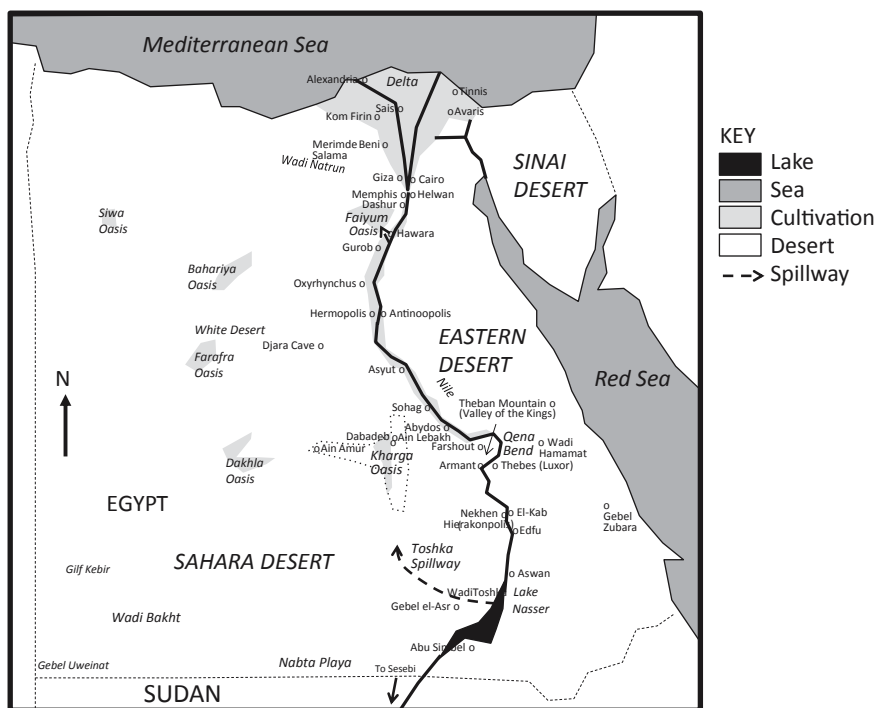 Mediterranean Sea
Alexandria
Delta
Tinnis
Sais
Avaris
Kom Firin
Merimde Beni
Salama
Wadi Natrun
SINAI
DESERT
Giza
Cairo
Memphis
Helwan
Dashur
Siwa
Oasis
Faiyum
Oasis
Hawara
Gurob
Bahariya
Oasis
Oxyrhynchus
Hermopolis
Antinoopolis
White Desert
EASTERN
DESERT
Djara Cave
Farafra
Oasis
Asyut
Nile
Red Sea
N
Sohag
Theban Mountain
(Valley of the Kings)
Abydos
Dabadeb
Ain Lebakh
Qena
Bend
Ain Amur
Farshout
Wadi
Hamamat
Kharga
Oasis
Dakhla
Oasis
Armant
Thebes (Luxor)
EGYPT
Nekhen
(Hierakonpolis)
El-Kab
Gebel
Zubara
Edfu
Toshka
Spillway
SAHARA DESERT
Gilf Kebir
Aswan
WadiToshka
Lake
Nasser
Gebel el-Asr
Wadi Bakht
Abu Simbel
Gebel Uweinat
Nabta Playa
To Sesebi
SUDAN
KEY
Lake
Sea
Cultivation
Desert
Spillway